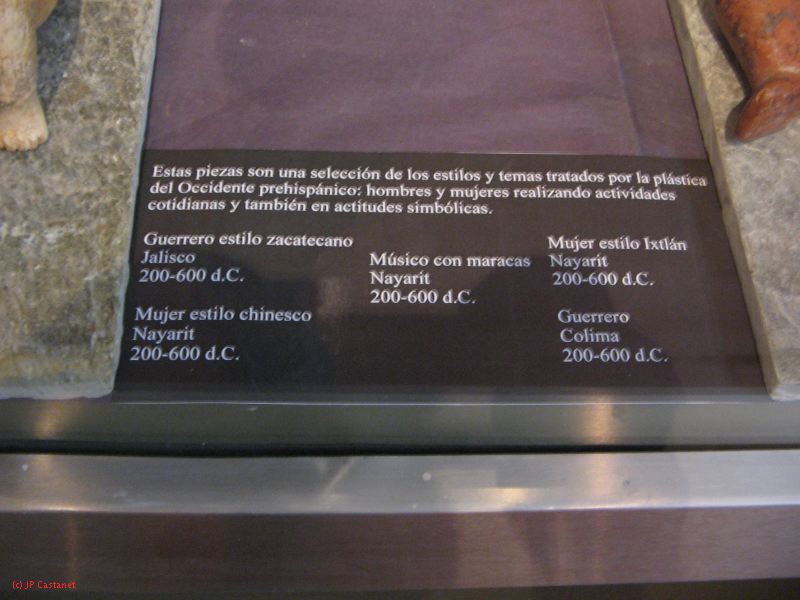 Estas piezas son una selección de los estilos y temas tratados por la plástica
del Occidente prehispánico: hombres y mujeres realizando actividades
cotidianas y también en actitudes simbólicas.
Guerrero estilo zacatecano
Jalisco
200-600 d.C.
Mujer estilo chinesco
Nayarit
200-600 d.C.
Músico con maracas
Nayarit
200-600 d.C.
Mujer estilo Ixtlán
Nayarit
200-600 d.C.
Guerrero
Colima
200-600 d.C.
(c) JP Castanet